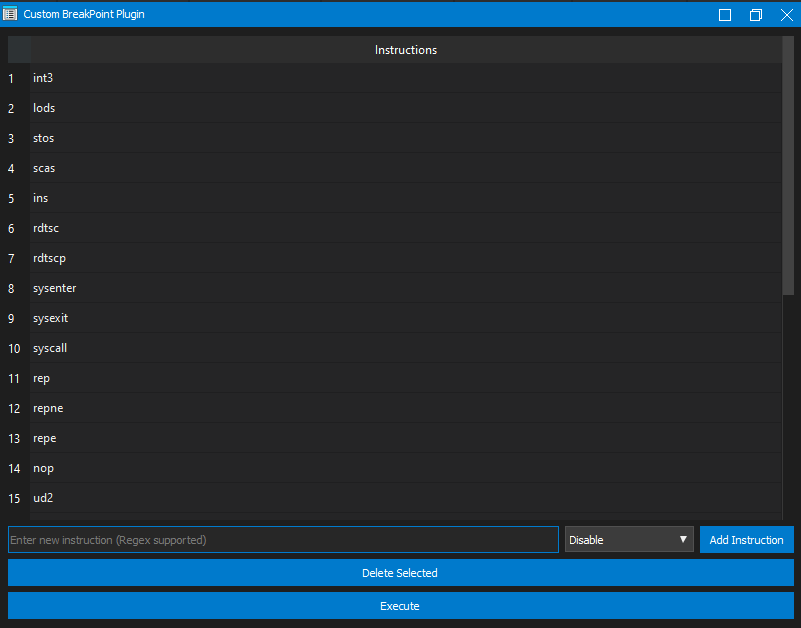 Custom BreakPoint Plugin
Instructions
1 int3
2 lods
3 stos
4 scas
5 ins
6 rdtsc
7 rdtscp
8 sysenter
9 sysexit
10 syscall
11 rep
12 repne
13 repe
14 nop
15 ud2
Enter new instruction (Regex supported) Disable Add Instruction
Delete Selected
Execute